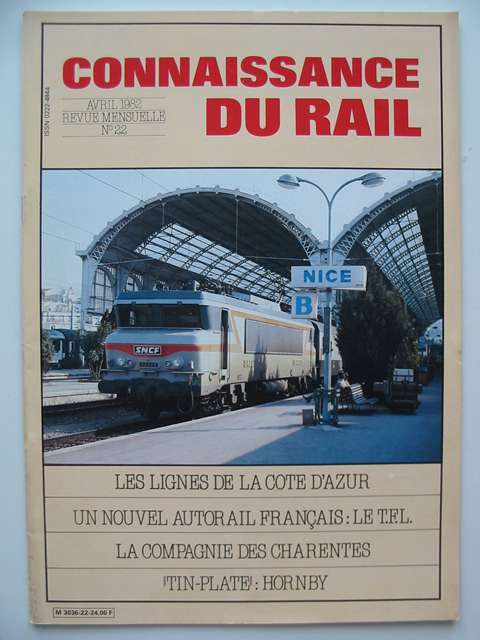 CONNAISSANCE
DU RAIL
AVRIL 1982
REVUE MENSUELLE
N° 22
ISSN 0222-4844
NICE
B
SNCF
LES LIGNES DE LA COTE D'AZUR
UN NOUVEL AUTORAIL FRANÇAIS : LE T.F.L.
LA COMPAGNIE DES CHARENTES
"TIN-PLATE" : HORNBY
M 3036-22-24,00 F